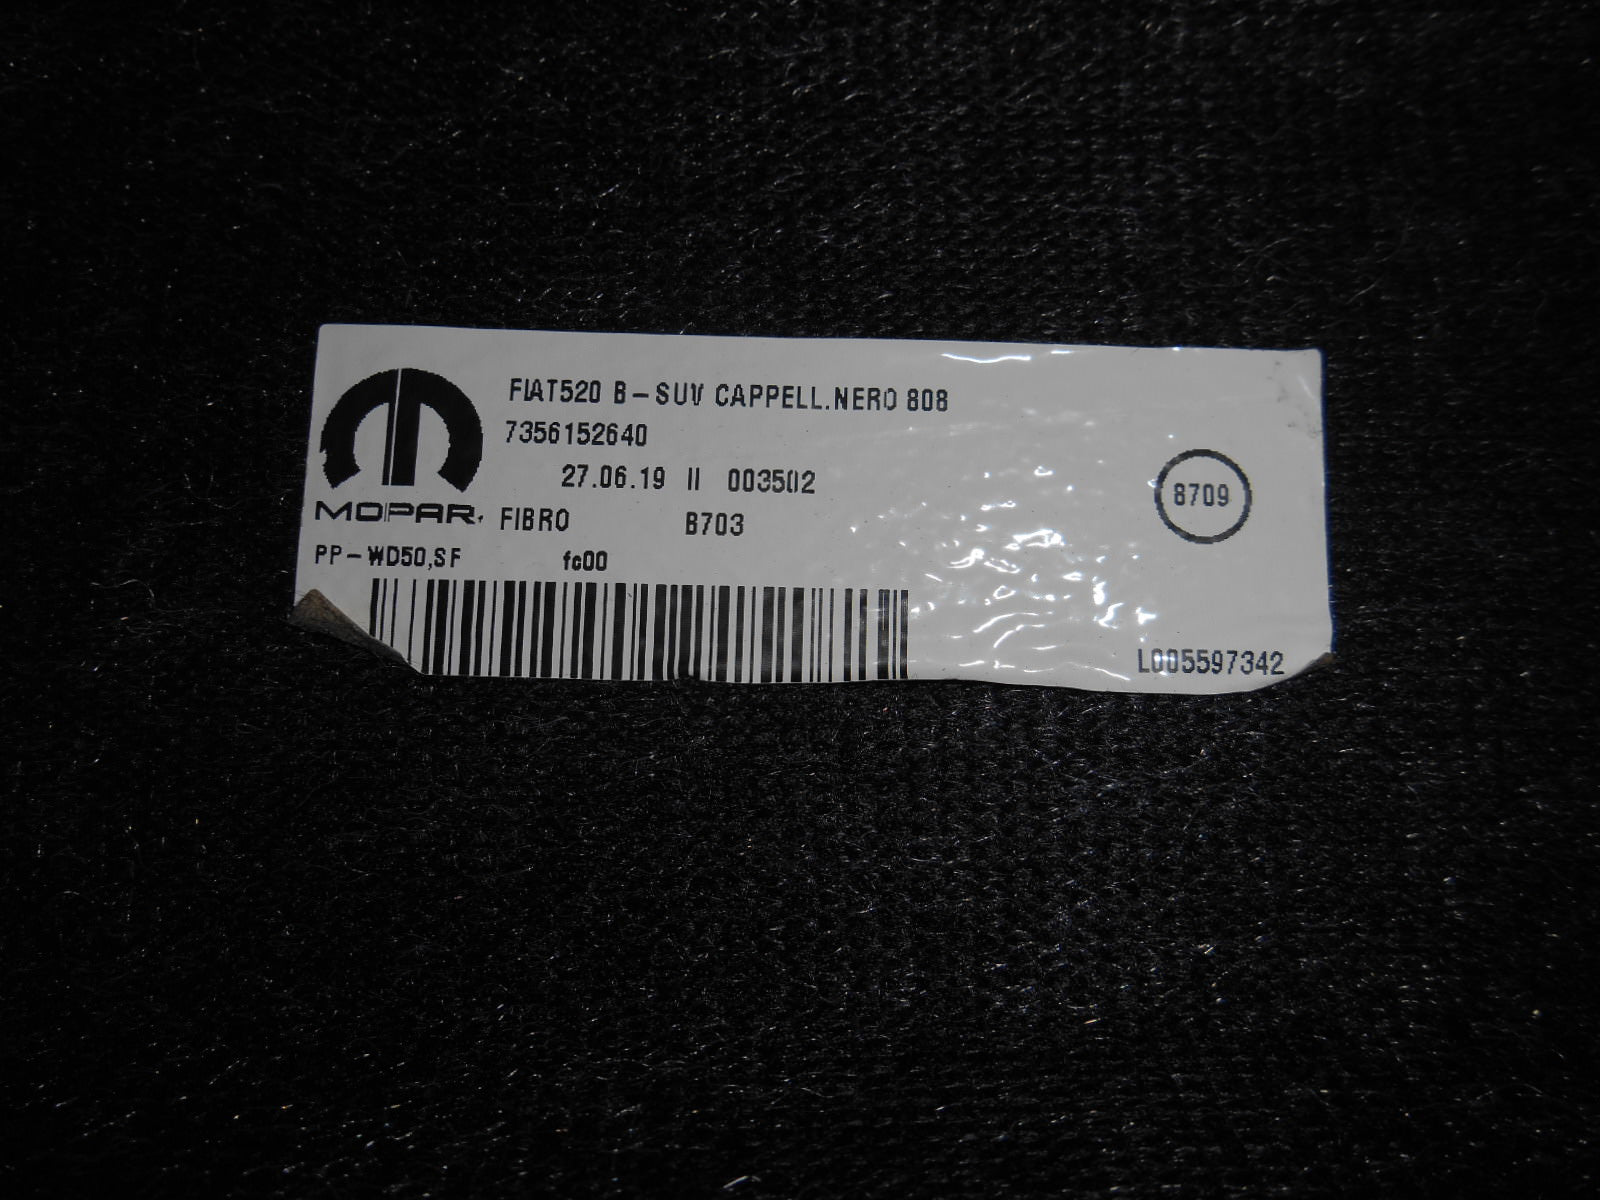 FIAT520 B-SUV CAPPELL.NERO 808
7356152640
27.06.19 II 003502
8709
MOPAR FIBRO B703
PP-WD50,SF fc00
L005597342